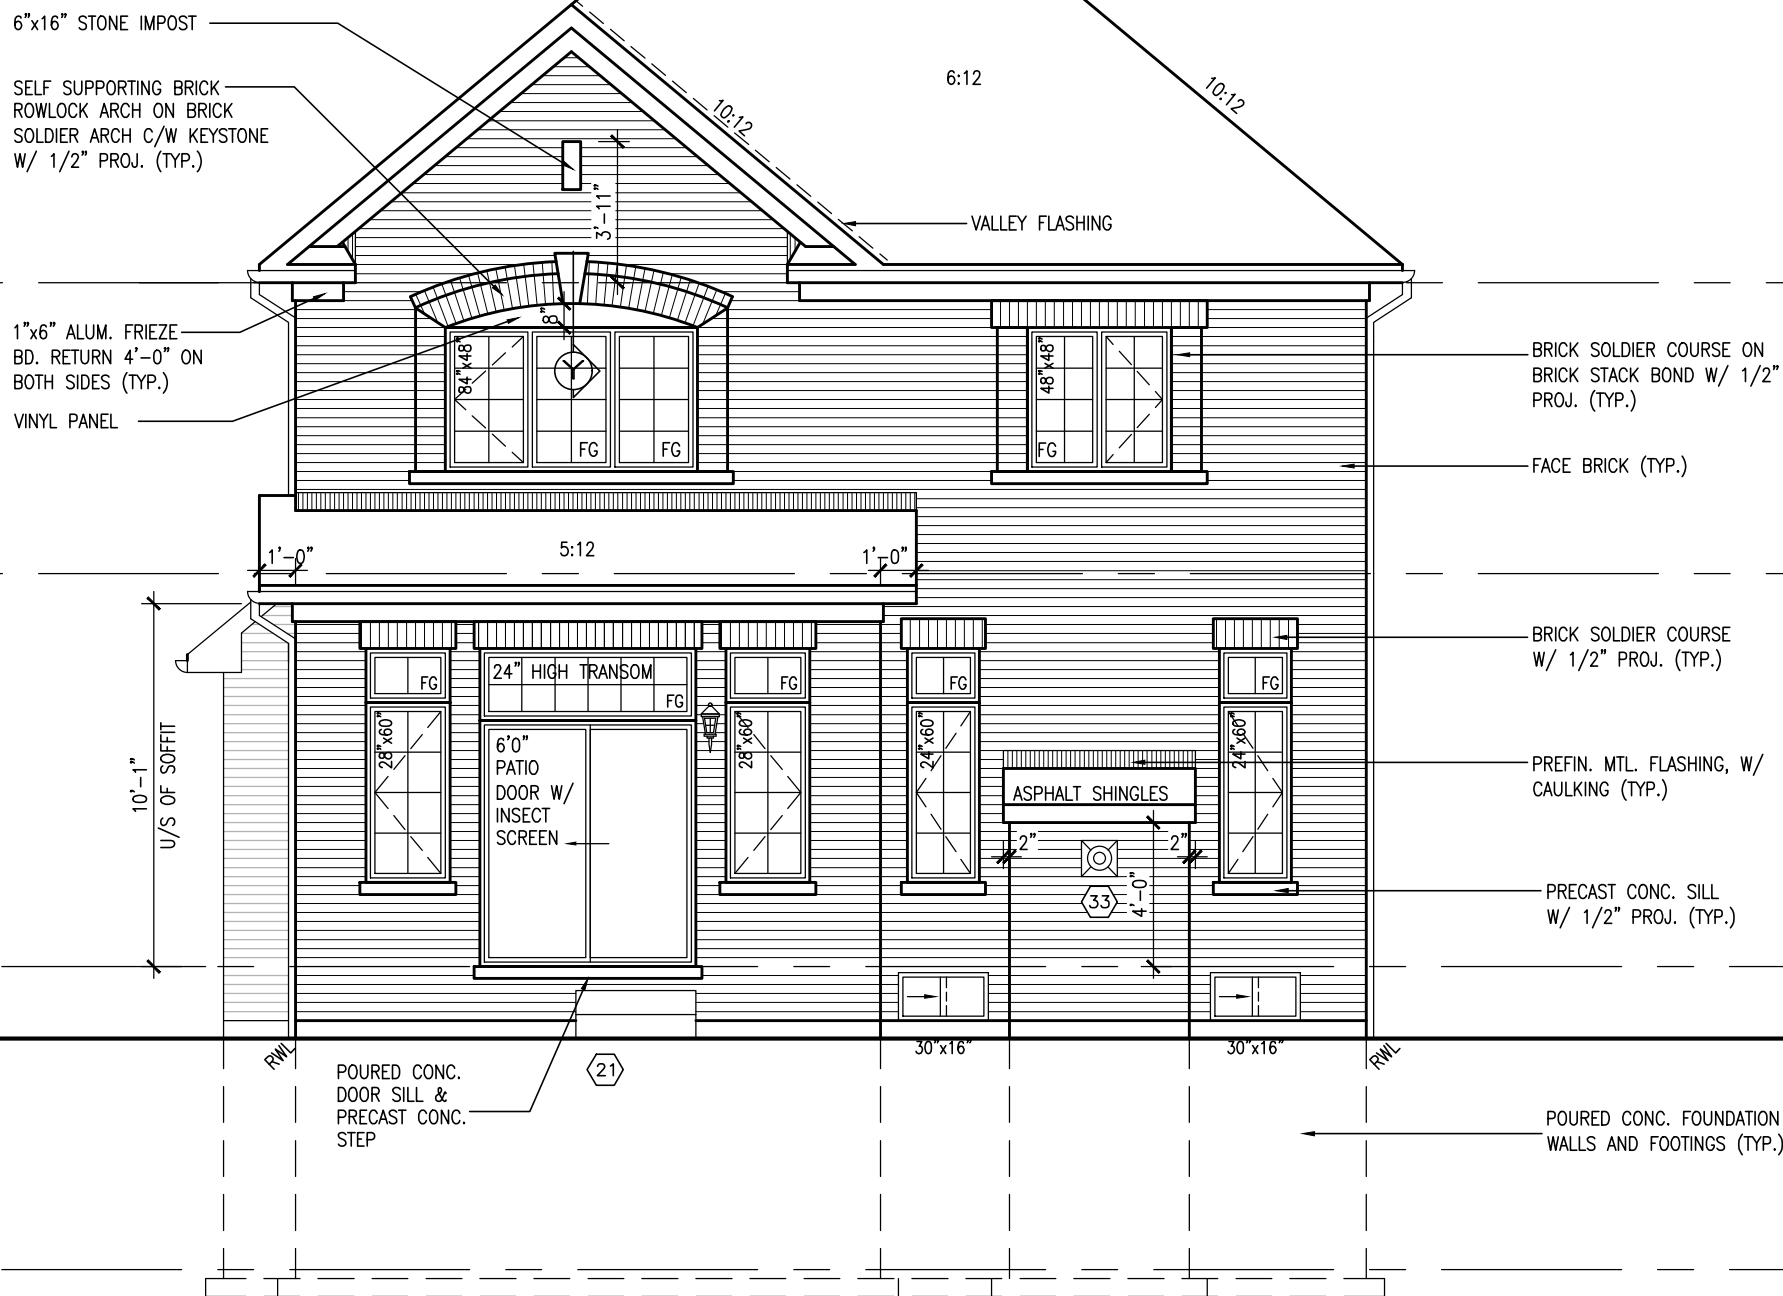 6"x16" STONE IMPOST
SELF SUPPORTING BRICK
ROWLOCK ARCH ON BRICK
SOLDIER ARCH C/W KEYSTONE
W/ 1/2" PROJ. (TYP.)
1"x6" ALUM. FRIEZE
BD. RETURN 4'-0" ON
BOTH SIDES (TYP.)
VINYL PANEL
6:12
10:12
10:12
3'-11"
VALLEY FLASHING
8"
84"x48"
Y
FG
FG
48"x48"
FG
BRICK SOLDIER COURSE ON
BRICK STACK BOND W/ 1/2"
PROJ. (TYP.)
FACE BRICK (TYP.)
1'-0"
5:12
1'-0"
10'-1"
U/S OF SOFFIT
FG
28"x60"
24" HIGH TRANSOM
FG
6'0"
PATIO
DOOR W/
INSECT
SCREEN
FG
28"x60"
FG
24"x60"
FG
24"x60"
ASPHALT SHINGLES
2"
2"
33
4'-0"
BRICK SOLDIER COURSE
W/ 1/2" PROJ. (TYP.)
PREFIN. MTL. FLASHING, W/
CAULKING (TYP.)
PRECAST CONC. SILL
W/ 1/2" PROJ. (TYP.)
RWL
30"x16"
30"x16"
RWL
POURED CONC.
DOOR SILL &
PRECAST CONC.
STEP
21
POURED CONC. FOUNDATION
WALLS AND FOOTINGS (TYP.)